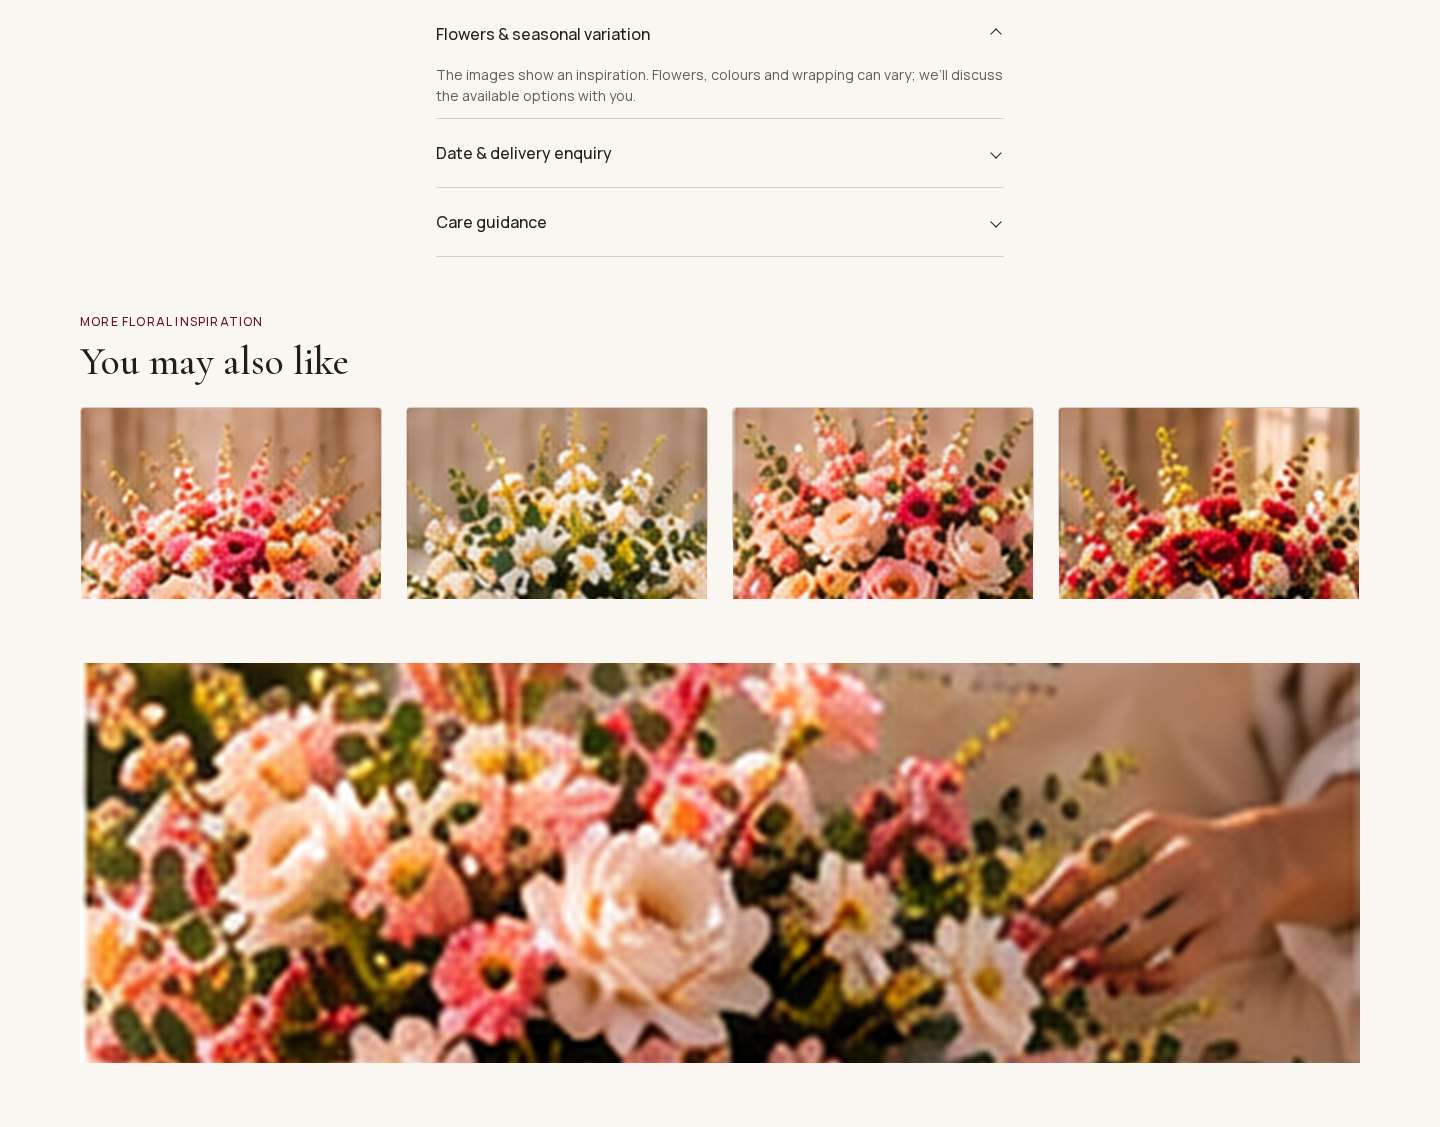 Flowers & seasonal variation
The images show an inspiration. Flowers, colours and wrapping can vary; we'll discuss
the available options with you.
Date & delivery enquiry
Care guidance
MORE FLORAL INSPIRATION
You may also like